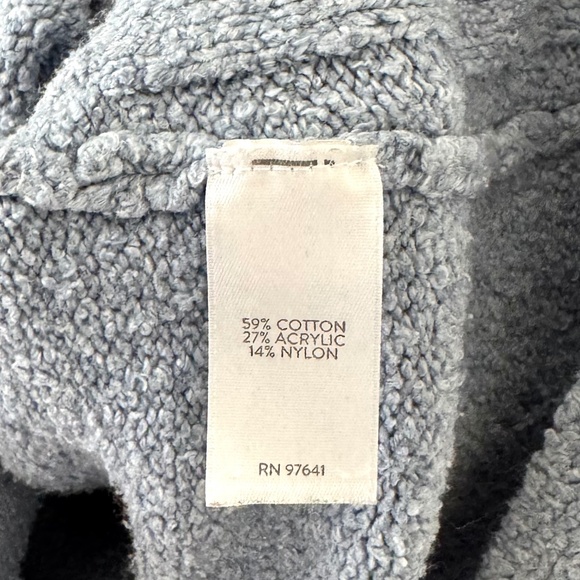 59% COTTON
27% ACRYLIC
14% NYLON
RN 97641